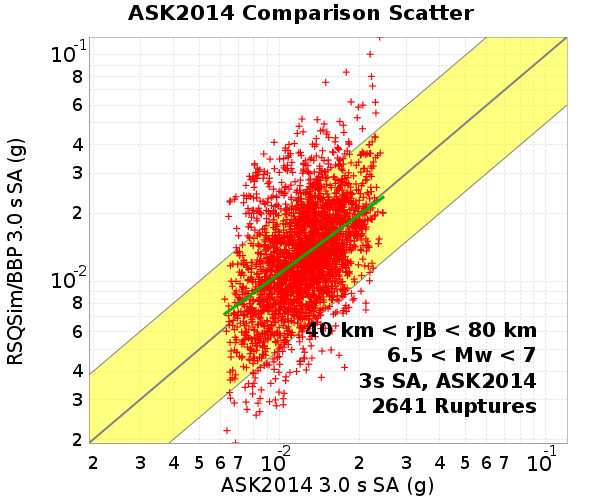 ASK2014 Comparison Scatter
RSQSim/BBP 3.0 s SA (g)
10-1
8
6
4
3
2
10-2
8
6
4
3
2
40 km < rJB < 80 km
6.5 < Mw < 7
3s SA, ASK2014
2641 Ruptures
2 3 4 5 6 7 10-2 2 3 4 5 6 7 10-1
ASK2014 3.0 s SA (g)